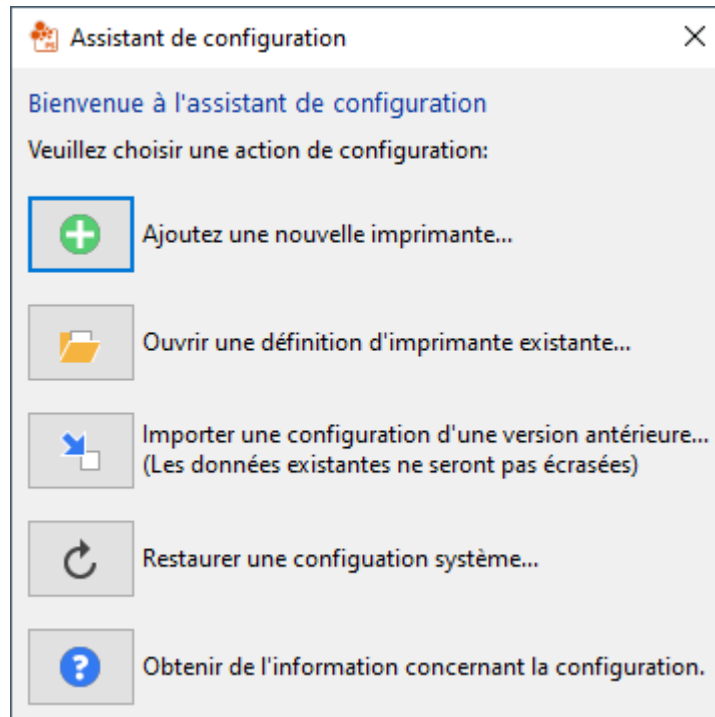 Assistant de configuration
Bienvenue à l'assistant de configuration
Veuillez choisir une action de configuration:
Ajoutez une nouvelle imprimante...
Ouvrir une définition d'imprimante existante...
Importer une configuration d'une version antérieure...
(Les données existantes ne seront pas écrasées)
Restaurer une configuation système...
Obtenir de l'information concernant la configuration.